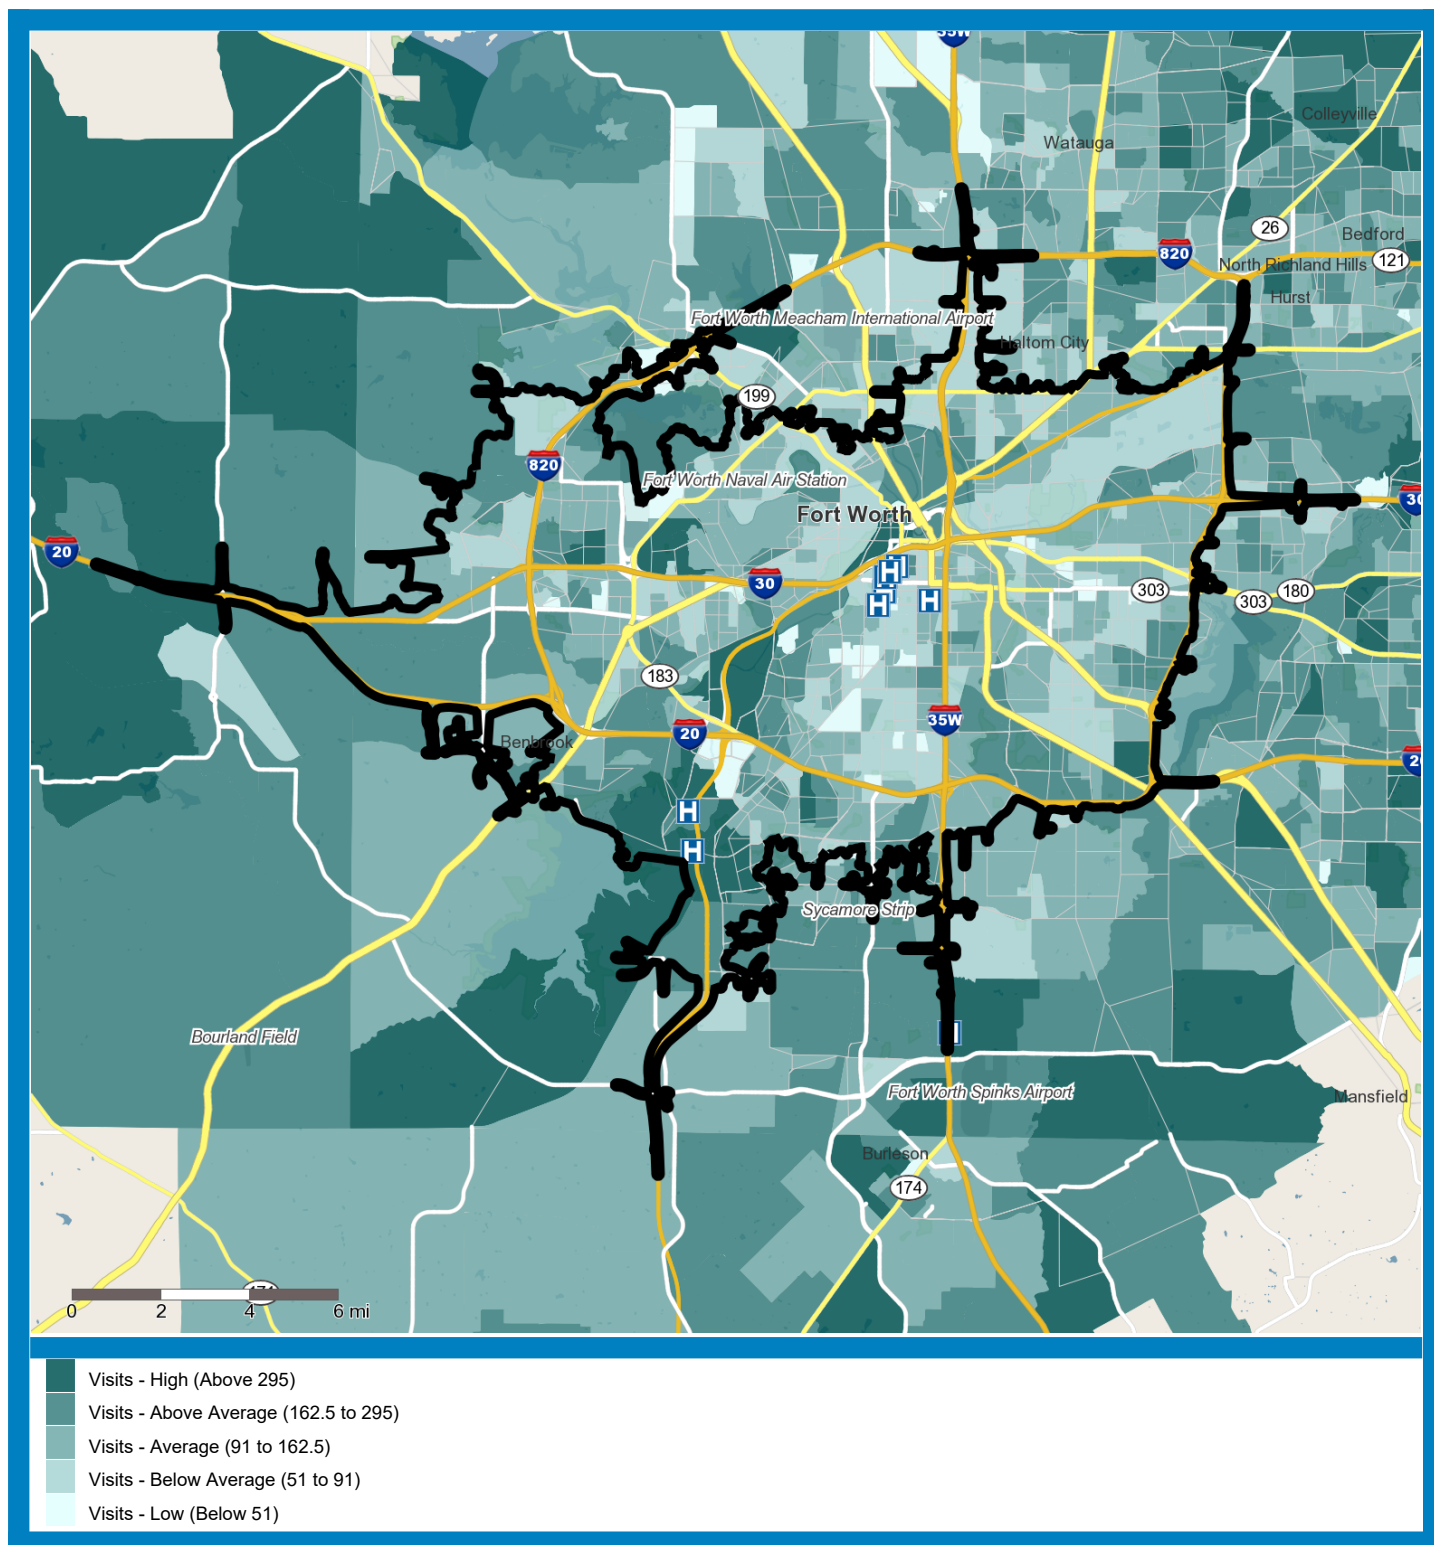 35W
Colleyville
Watauga
26
Bedford
820
121
North Richland Hills
Hurst
Fort Worth Meacham International Airport
Haltom City
199
820
Fort Worth Naval Air Station
30
Fort Worth
20
H
30
303
180
303
H
H
183
35W
20
Benbrook
20
H
H
Sycamore Strip
Bourland Field
Fort Worth Spinks Airport
Mansfield
Burleson
174
0 2 4 6 mi
Visits - High (Above 295)
Visits - Above Average (162.5 to 295)
Visits - Average (91 to 162.5)
Visits - Below Average (51 to 91)
Visits - Low (Below 51)